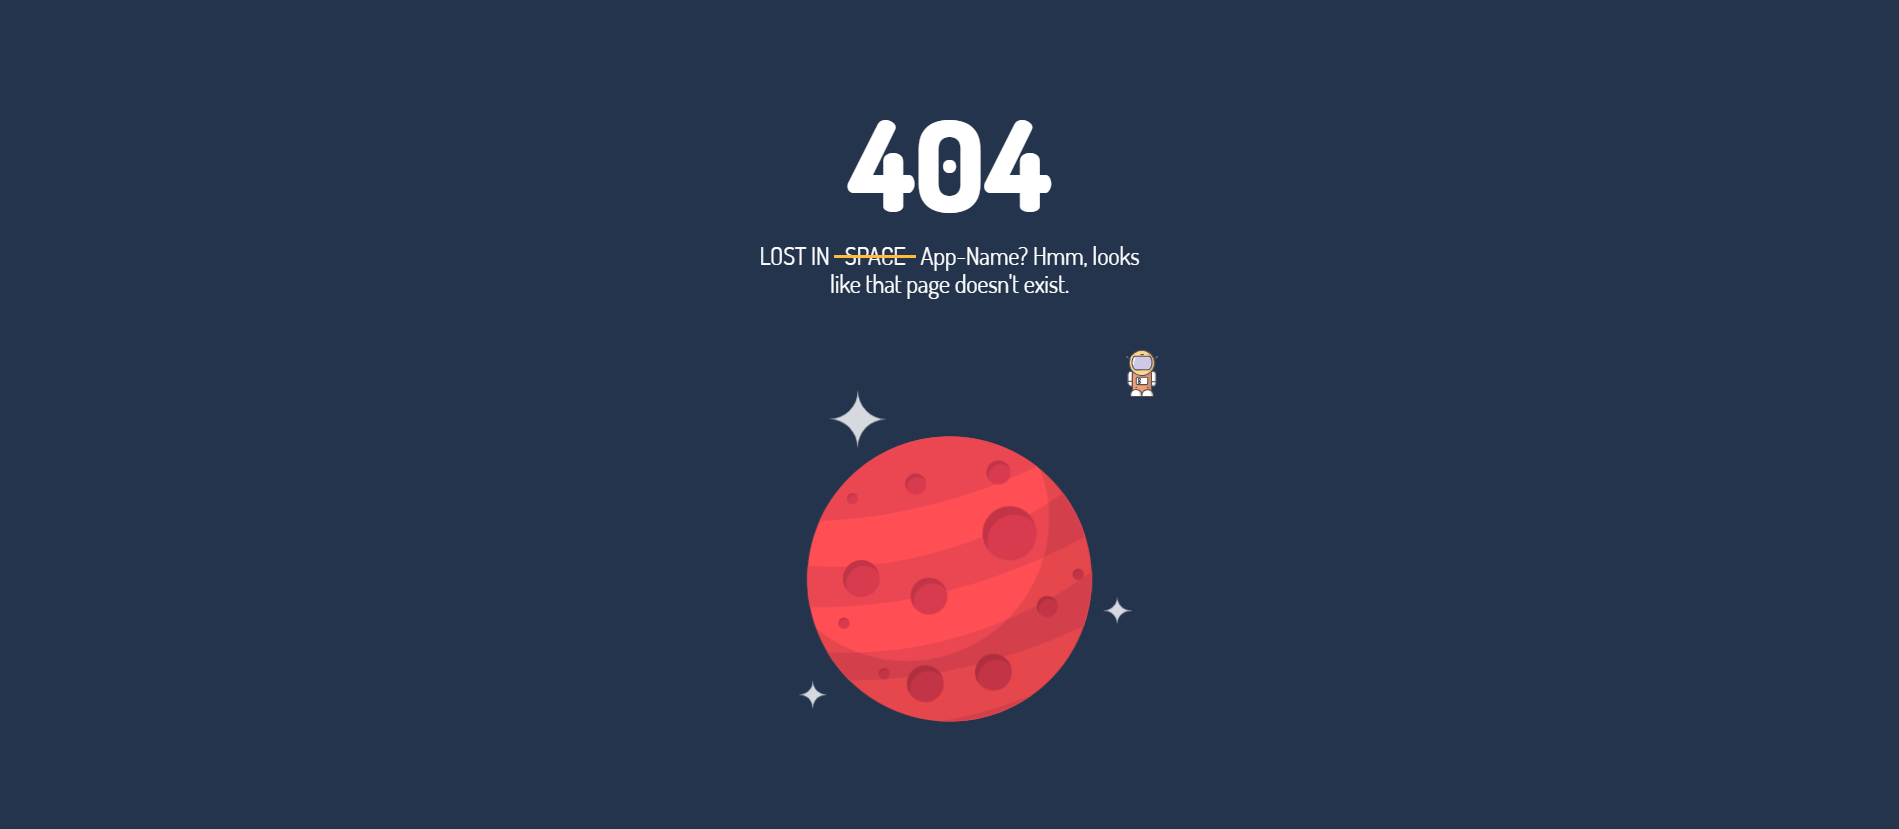 404
LOST IN SPACE App-Name? Hmm, looks
like that page doesn't exist.